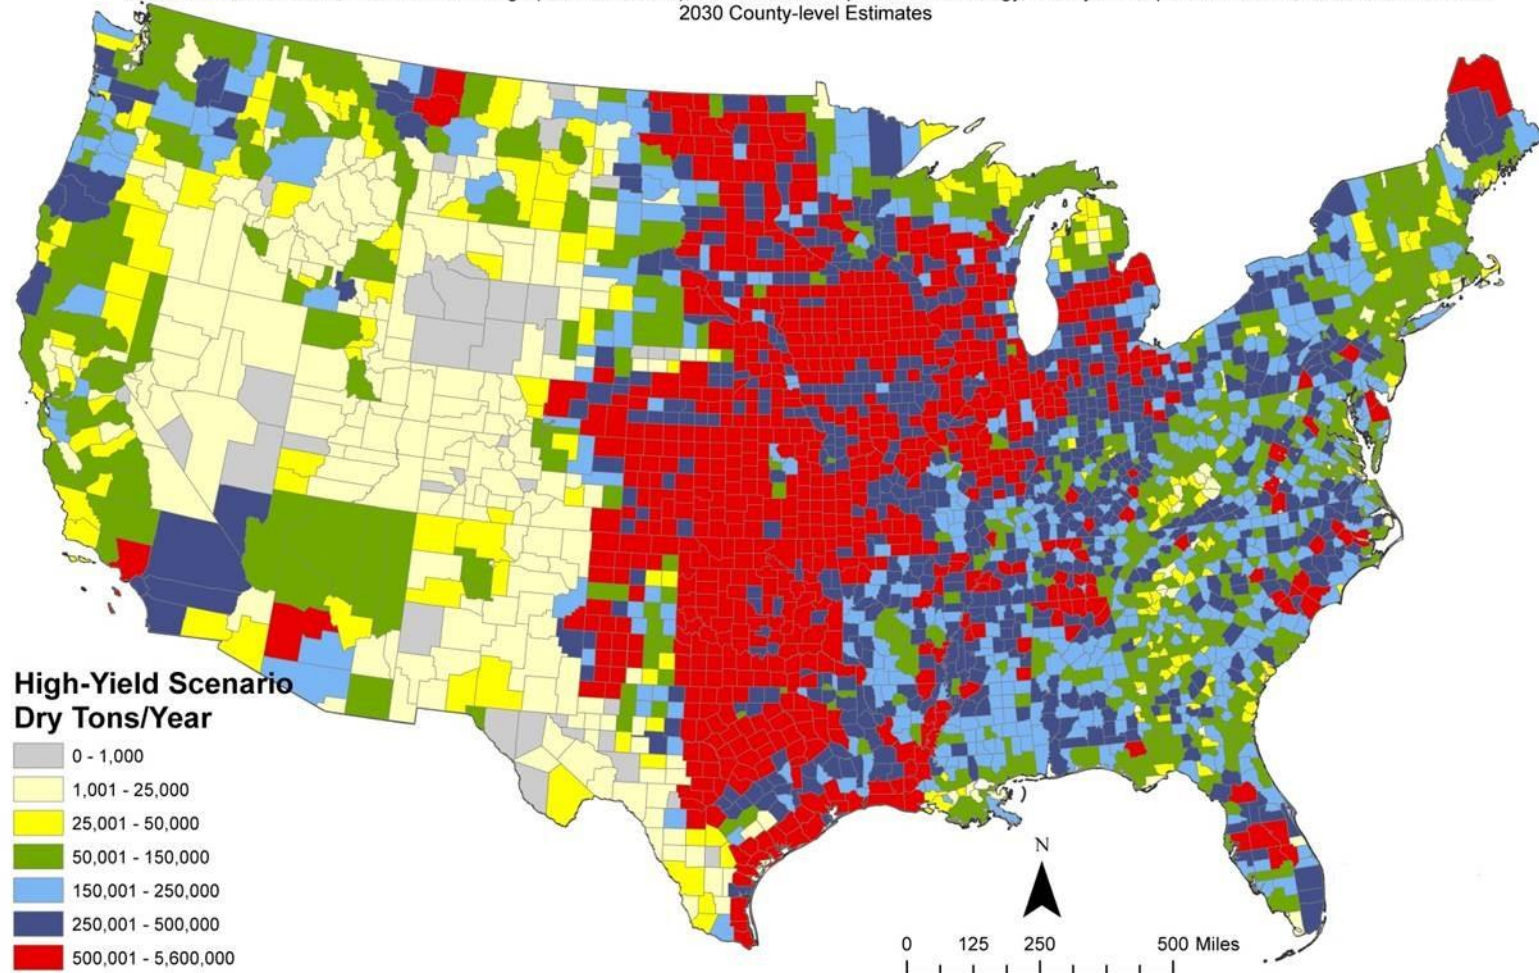 2030 County-level Estimates
High-Yield Scenario
Dry Tons/Year
0 - 1,000
1,001 - 25,000
25,001 - 50,000
50,001 - 150,000
150,001 - 250,000
250,001 - 500,000
500,001 - 5,600,000
N
0 125 250 500 Miles